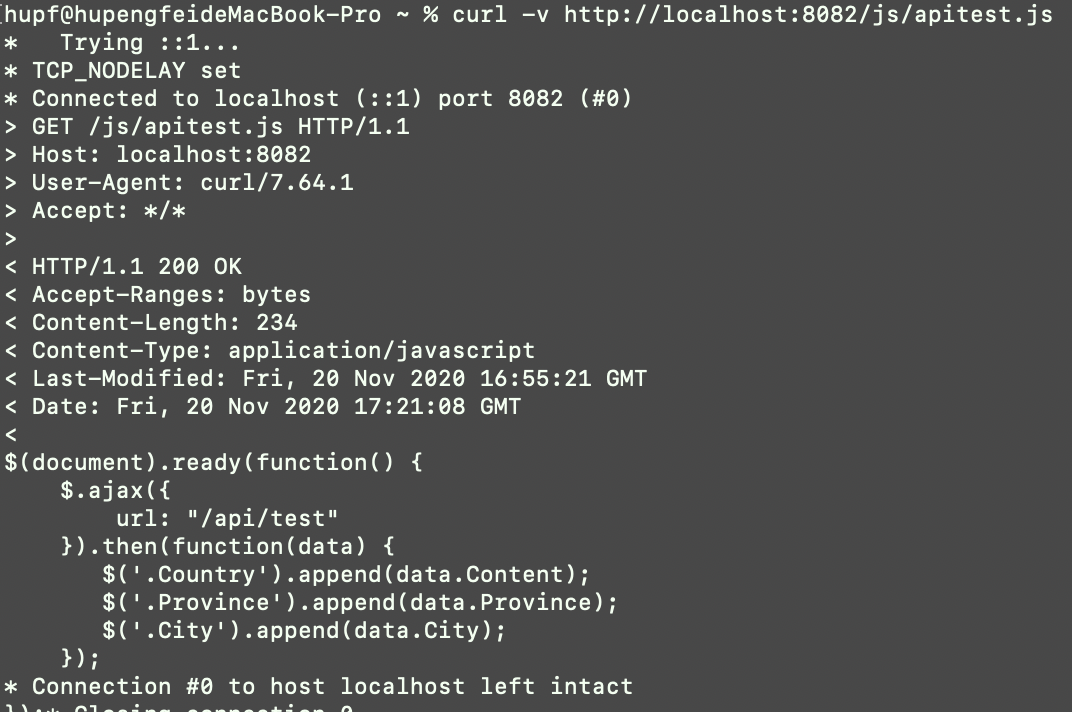 hupf@hupengfeideMacBook-Pro ~ % curl -v http://localhost:8082/js/apitest.js
*   Trying ::1...
* TCP_NODELAY set
* Connected to localhost (::1) port 8082 (#0)
> GET /js/apitest.js HTTP/1.1
> Host: localhost:8082
> User-Agent: curl/7.64.1
> Accept: */*
>
< HTTP/1.1 200 OK
< Accept-Ranges: bytes
< Content-Length: 234
< Content-Type: application/javascript
< Last-Modified: Fri, 20 Nov 2020 16:55:21 GMT
< Date: Fri, 20 Nov 2020 17:21:08 GMT
<
$(document).ready(function() {
    $.ajax({
        url: "/api/test"
    }).then(function(data) {
       $('.Country').append(data.Content);
       $('.Province').append(data.Province);
       $('.City').append(data.City);
    });
* Connection #0 to host localhost left intact
});* Closing connection 0